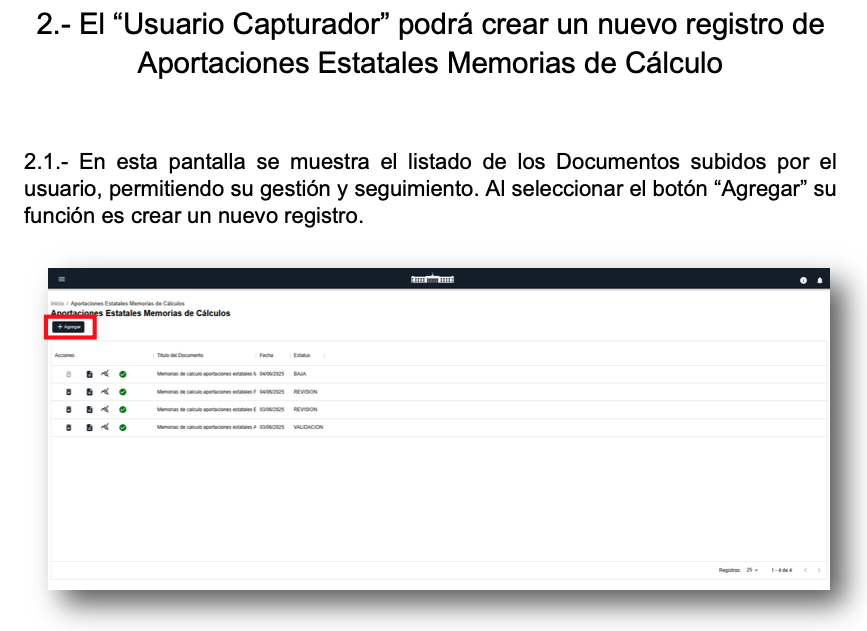 2.- El “Usuario Capturador” podrá crear un nuevo registro de
Aportaciones Estatales Memorias de Cálculo
2.1.- En esta pantalla se muestra el listado de los Documentos subidos por el
usuario, permitiendo su gestión y seguimiento. Al seleccionar el botón “Agregar” su
función es crear un nuevo registro.
Inicio / Aportaciones Estatales Memorias de Cálculos
Aportaciones Estatales Memorias de Cálculos
+ Agregar
Acciones Título del Documento Fecha Estatus
Memorias de calculo aportaciones estatales M 04/06/2025 BAJA
Memorias de calculo aportaciones estatales F 04/06/2025 REVISION
Memorias de calculo aportaciones estatales E 03/06/2025 REVISION
Memorias de calculo aportaciones estatales A 03/06/2025 VALIDACION
Registros: 25 1 - 4 de 4